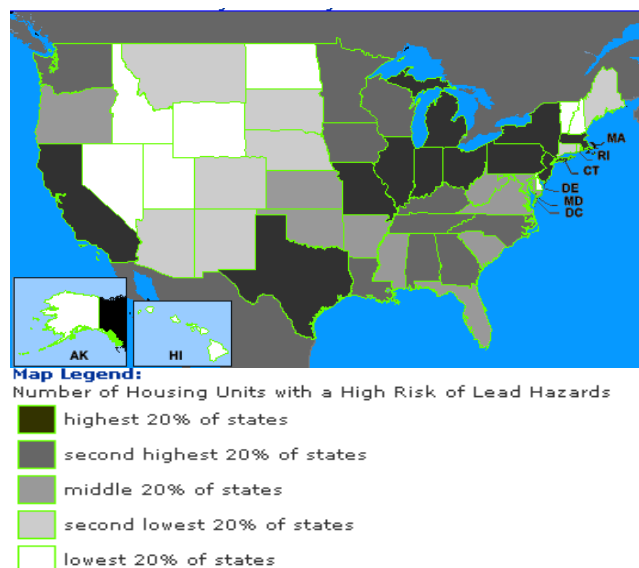 MA
RI
CT
DE
MD
DC
AK
HI
Map Legend:
Number of Housing Units with a High Risk of Lead Hazards
highest 20% of states
second highest 20% of states
middle 20% of states
second lowest 20% of states
lowest 20% of states